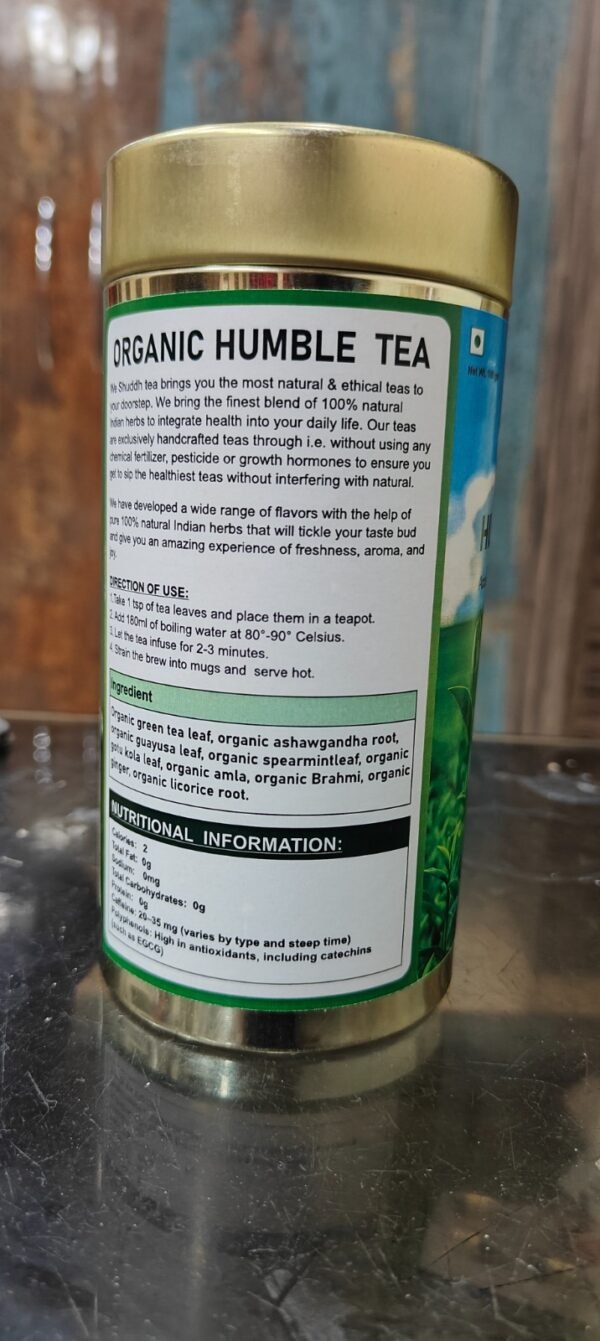 ORGANIC HUMBLE TEA
We Shuddh tea brings you the most natural & ethical teas to
your doorstep. We bring the finest blend of 100% natural
Indian herbs to integrate health into your daily life. Our teas
are exclusively handcrafted teas through i.e. without using any
chemical fertilizer, pesticide or growth hormones to ensure you
get to sip the healthiest teas without interfering with natural.
We have developed a wide range of flavors with the help of
pure 100% natural Indian herbs that will tickle your taste bud
and give you an amazing experience of freshness, aroma, and
joy.
DIRECTION OF USE:
1. Take 1 tsp of tea leaves and place them in a teapot.
2. Add 180ml of boiling water at 80°-90° Celsius.
3. Let the tea infuse for 2-3 minutes.
4. Strain the brew into mugs and serve hot.
Ingredient
Organic green tea leaf, organic ashawgandha root,
organic guayusa leaf, organic spearmintleaf, organic
gotu kola leaf, organic amla, organic Brahmi, organic
ginger, organic licorice root.
NUTRITIONAL INFORMATION:
Calories: 2
Total Fat: 0g
Sodium: 0mg
Total Carbohydrates: 0g
Protein: 0g
Caffeine: 20-35 mg (varies by type and steep time)
Polyphenols: High in antioxidants, including catechins
(such as EGCG)
Net Wt.